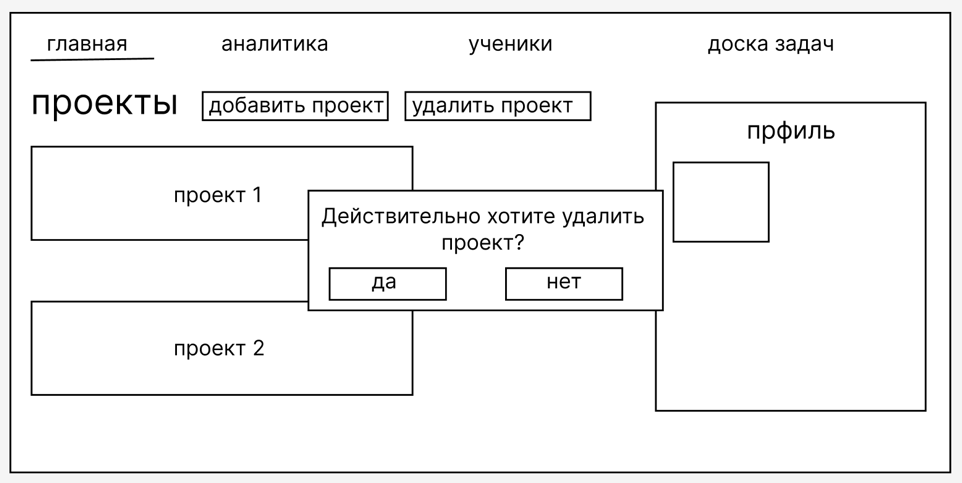 главная
аналитика
ученики
доска задач
проекты
добавить проект
удалить проект
прфиль
проект 1
Действительно хотите удалить
проект?
да
нет
проект 2